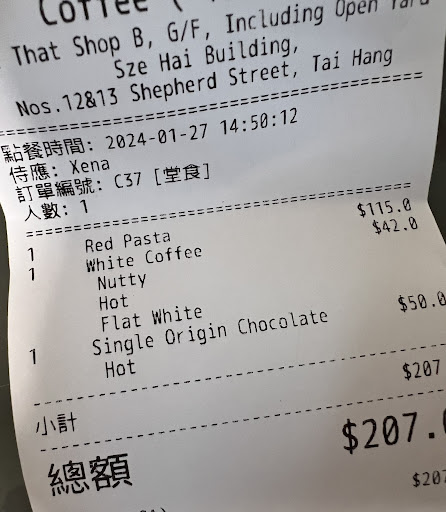 Coffee (
That Shop B, G/F, Including Open Yard
Sze Hai Building,
Nos.12&13 Shepherd Street, Tai Hang
點餐時間: 2024-01-27 14:50:12
侍應: Xena
訂單編號: C37 [堂食]
人數: 1
1 Red Pasta $115.0
1 White Coffee $42.0
Nutty
Hot
Flat White
1 Single Origin Chocolate $50.0
Hot
小計 $207
總額 $207.0
$207